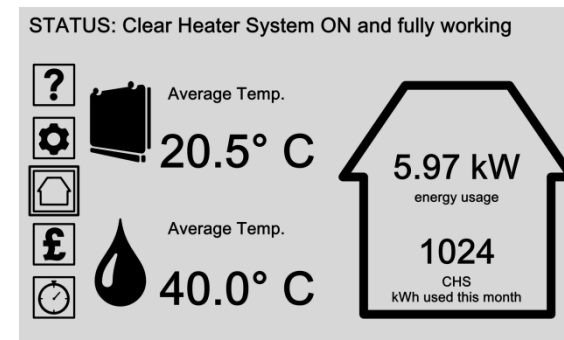 STATUS: Clear Heater System ON and fully working
?
Average Temp.
20.5° C
£
Average Temp.
40.0° C
5.97 kW
energy usage
1024
CHS
kWh used this month